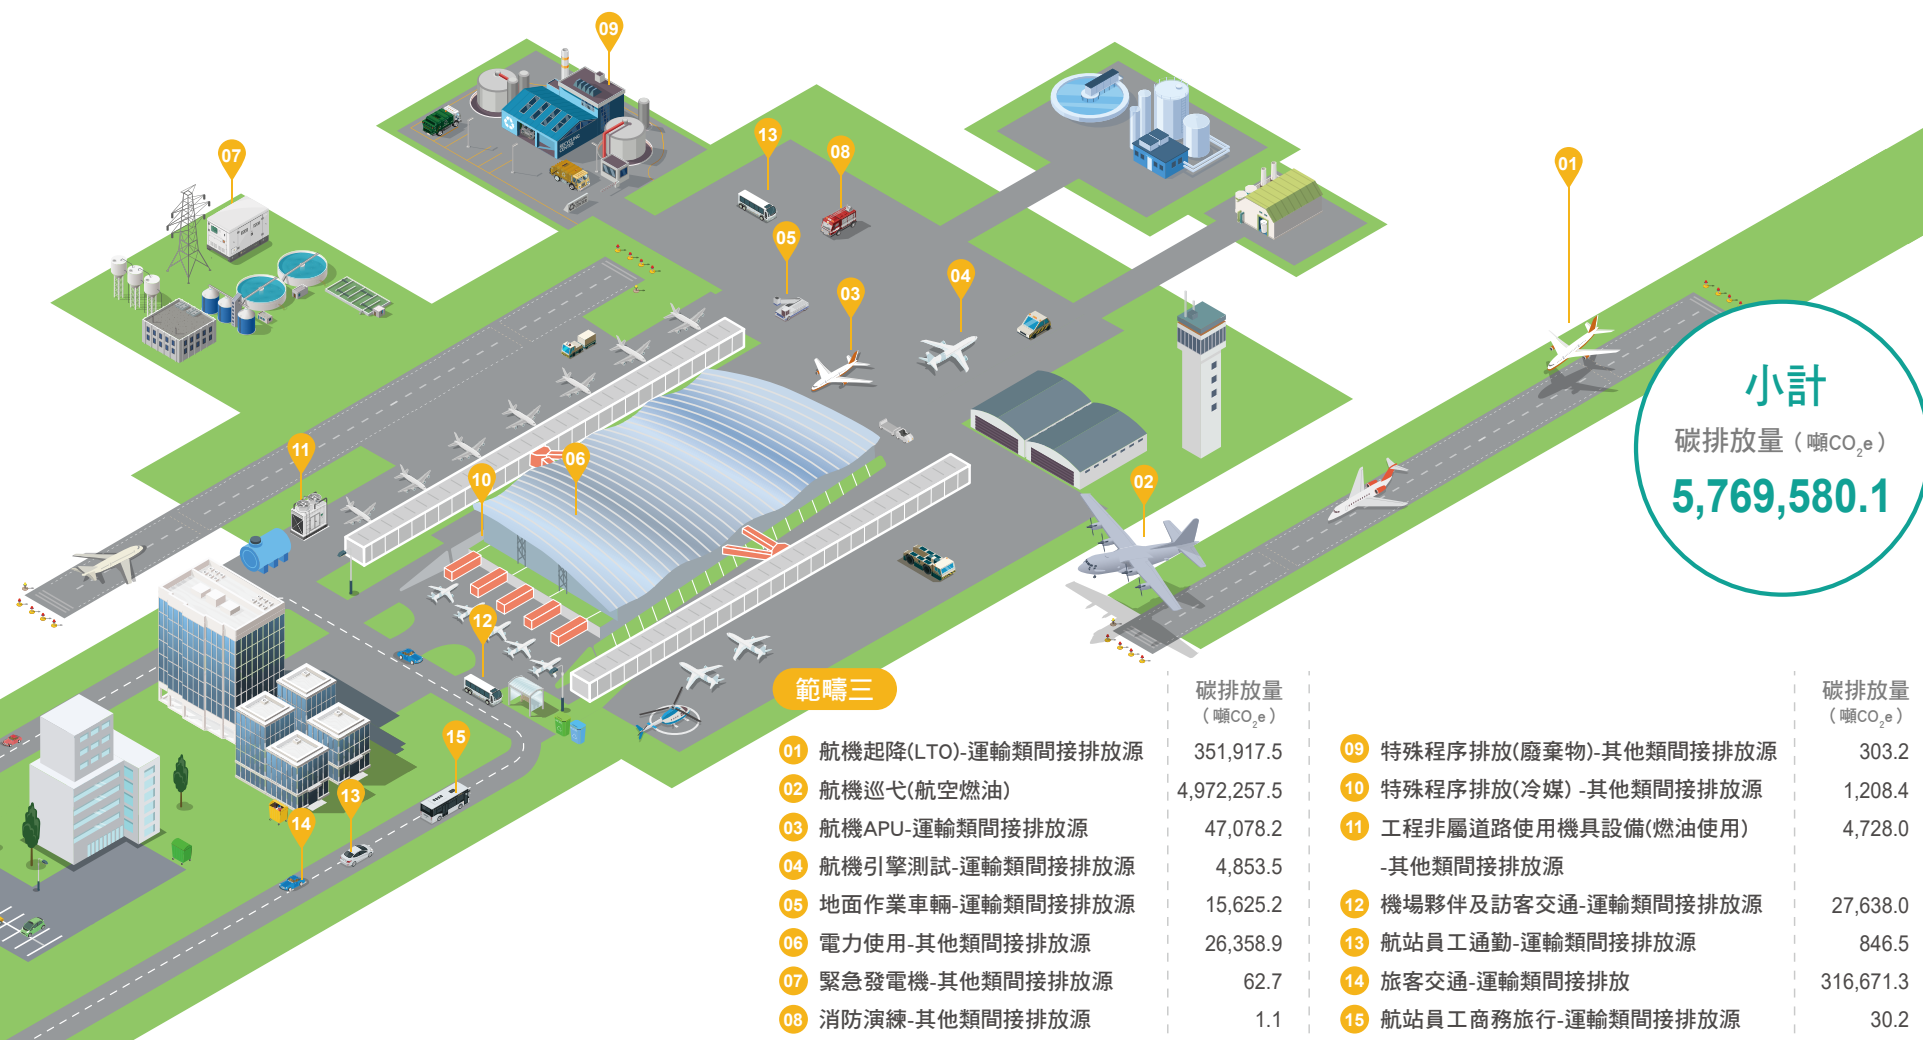 09
13
08
07
01
05
04
03
11
06
10
02
12
15
13
14
小計
碳排放量（噸CO₂e）
5,769,580.1
範疇三
碳排放量
（噸CO₂e）
01 航機起降(LTO)-運輸類間接排放源 351,917.5
02 航機巡弋(航空燃油) 4,972,257.5
03 航機APU-運輸類間接排放源 47,078.2
04 航機引擎測試-運輸類間接排放源 4,853.5
05 地面作業車輛-運輸類間接排放源 15,625.2
06 電力使用-其他類間接排放源 26,358.9
07 緊急發電機-其他類間接排放源 62.7
08 消防演練-其他類間接排放源 1.1
碳排放量
（噸CO₂e）
09 特殊程序排放(廢棄物)-其他類間接排放源 303.2
10 特殊程序排放(冷媒) -其他類間接排放源 1,208.4
11 工程非屬道路使用機具設備(燃油使用) 4,728.0
-其他類間接排放源
12 機場夥伴及訪客交通-運輸類間接排放源 27,638.0
13 航站員工通勤-運輸類間接排放源 846.5
14 旅客交通-運輸類間接排放 316,671.3
15 航站員工商務旅行-運輸類間接排放源 30.2